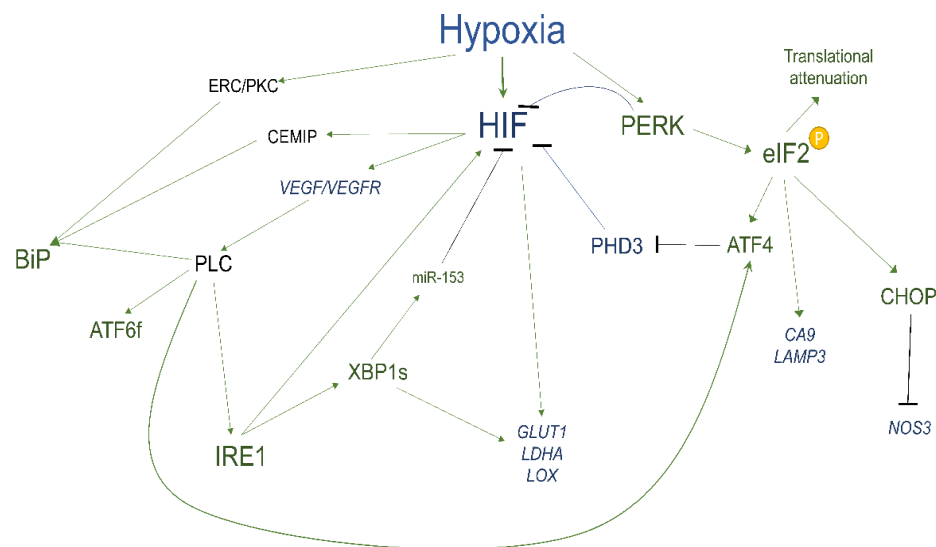 Hypoxia
Translational
attenuation
ERC/PKC
HIF
PERK
P
eIF2
CEMIP
VEGF/VEGFR
BiP
PLC
PHD3
ATF4
miR-153
CHOP
ATF6f
CA9
LAMP3
XBP1s
GLUT1
LDHA
LOX
NOS3
IRE1